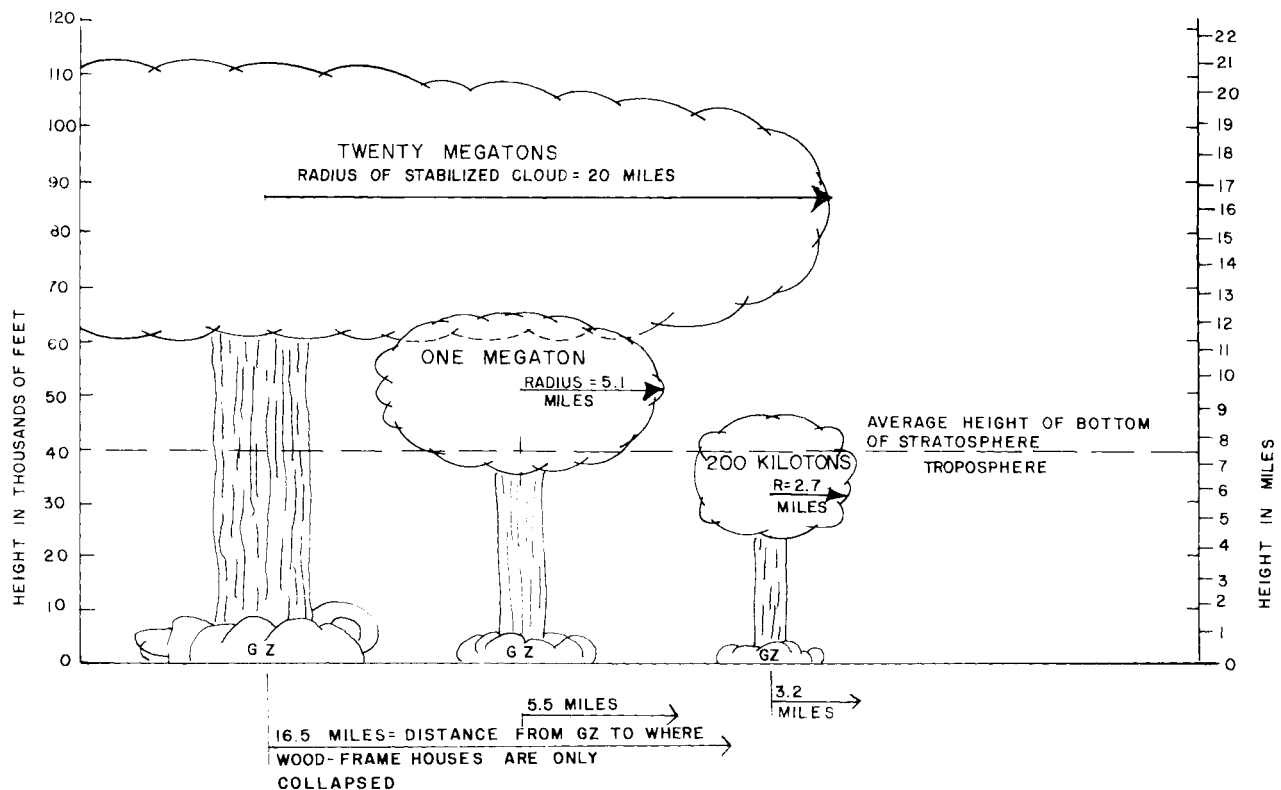 HEIGHT IN THOUSANDS OF FEET
120
110
100
90
80
70
60
50
40
30
20
10
0
TWENTY MEGATONS
RADIUS OF STABILIZED CLOUD = 20 MILES
ONE MEGATON
RADIUS = 5.1
MILES
200 KILOTONS
R=2.7
MILES
AVERAGE HEIGHT OF BOTTOM
OF STRATOSPHERE
TROPOSPHERE
22
21
20
19
18
17
16
15
14
13
12
11
10
9
8
7
6
5
4
3
2
1
0
HEIGHT IN MILES
GZ
GZ
GZ
3.2
MILES
5.5 MILES
16.5 MILES= DISTANCE FROM GZ TO WHERE
WOOD-FRAME HOUSES ARE ONLY
COLLAPSED